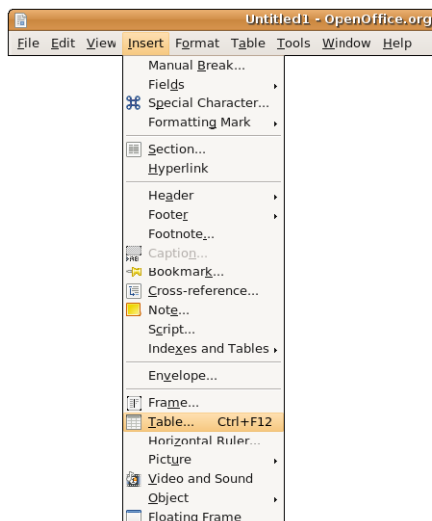 Untitled1 - OpenOffice.org
File Edit View Insert Format Table Tools Window Help
Manual Break...
Fields
Special Character...
Formatting Mark
Section...
Hyperlink
Header
Footer
Footnote...
Caption...
Bookmark...
Cross-reference...
Note...
Script...
Indexes and Tables
Envelope...
Frame...
Table... Ctrl+F12
Horizontal Ruler...
Picture
Video and Sound
Object
Floating Frame